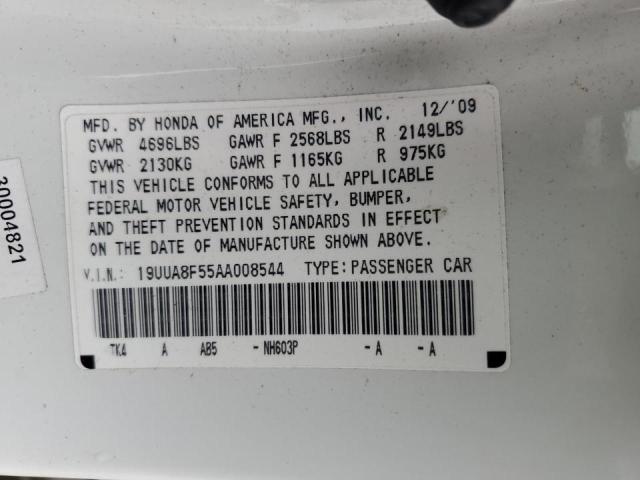 MFD. BY HONDA OF AMERICA MFG., INC. 12/'09
GVWR 4696LBS GAWR F 2568LBS R 2149LBS
GVWR 2130KG GAWR F 1165KG R 975KG
THIS VEHICLE CONFORMS TO ALL APPLICABLE
FEDERAL MOTOR VEHICLE SAFETY, BUMPER,
AND THEFT PREVENTION STANDARDS IN EFFECT
ON THE DATE OF MANUFACTURE SHOWN ABOVE.
V.I.N.: 19UUA8F55AA008544 TYPE: PASSENGER CAR
TK4 A AB5 -NH603P -A -A
30004821